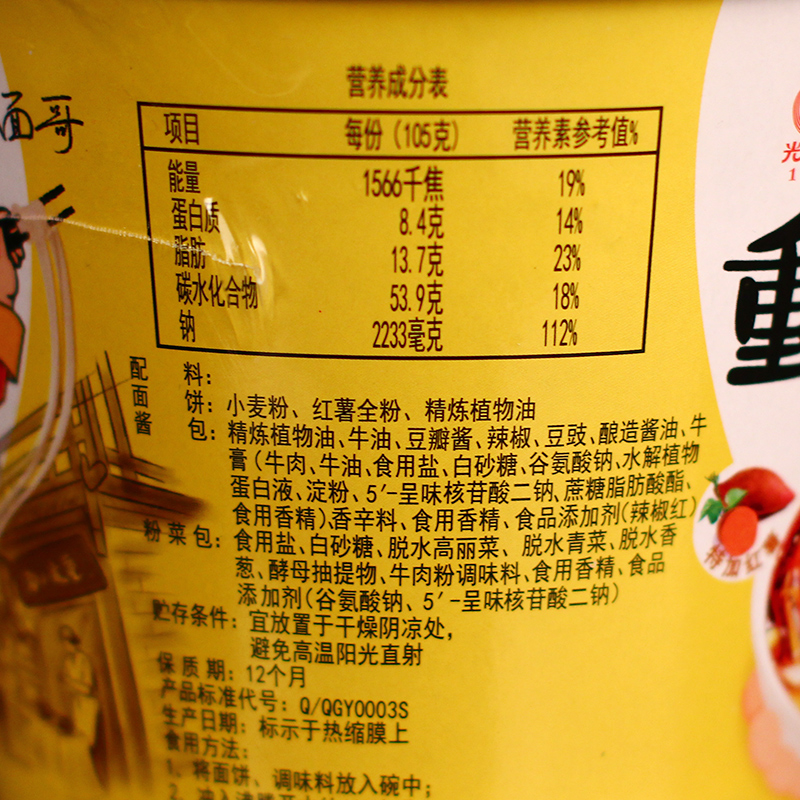 面哥
营养成分表
项目 每份（105克） 营养素参考值%
能量 1566千焦 19%
蛋白质 8.4克 14%
脂肪 13.7克 23%
碳水化合物 53.9克 18%
钠 2233毫克 112%
配 料：
面 饼：小麦粉、红薯全粉、精炼植物油
酱 包：精炼植物油、牛油、豆瓣酱、辣椒、豆豉、酿造酱油、牛
膏（牛肉、牛油、食用盐、白砂糖、谷氨酸钠、水解植物
蛋白液、淀粉、5′-呈味核苷酸二钠、蔗糖脂肪酸酯、
食用香精）、香辛料、食用香精、食品添加剂（辣椒红）
粉菜包：食用盐、白砂糖、脱水高丽菜、脱水青菜、脱水香
葱、酵母抽提物、牛肉粉调味料、食用香精、食品
添加剂（谷氨酸钠、5′-呈味核苷酸二钠）
贮存条件：宜放置于干燥阴凉处，
避免高温阳光直射
保质期：12个月
产品标准代号：Q/QGY0003S
生产日期：标示于热缩膜上
食用方法：
1、将面饼、调味料放入碗中；
光
1
重
特加红薯